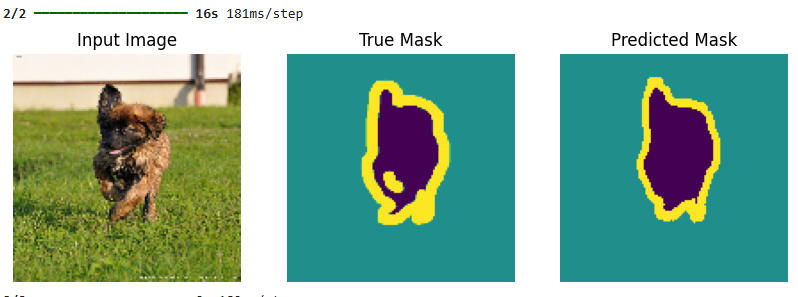 2/2 ━━━━━━━━━━━━━━━━━━━━ 16s 181ms/step
Input Image
True Mask
Predicted Mask